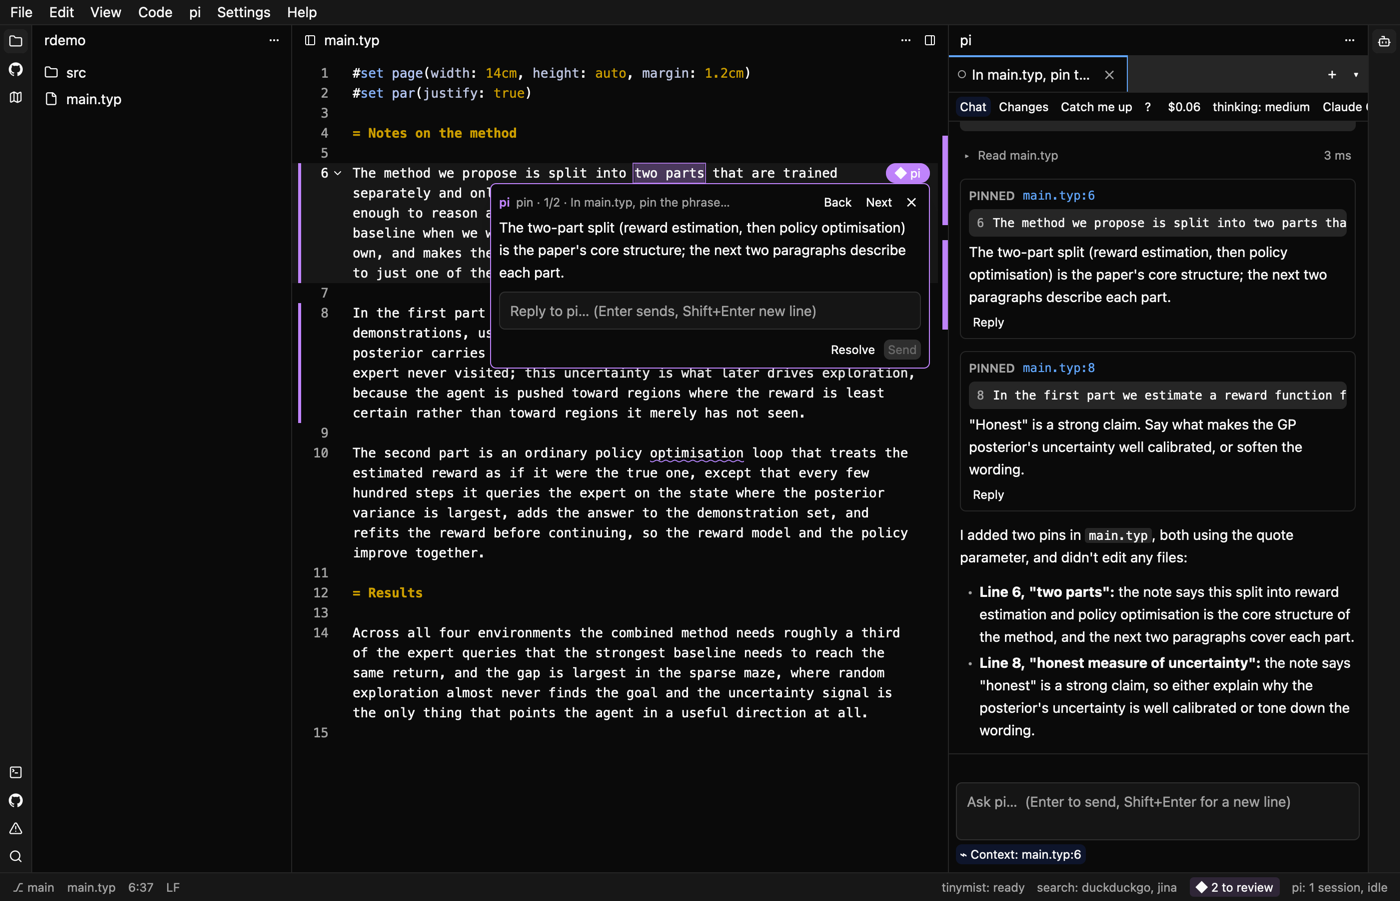 File Edit View Code pi Settings Help
rdemo ···
src
main.typ
main.typ ···
1 #set page(width: 14cm, height: auto, margin: 1.2cm)
2 #set par(justify: true)
3
4 = Notes on the method
5
6 The method we propose is split into two parts that are trained
pi
separately and onl
enough to reason a
baseline when we w
own, and makes the
to just one of the
7
8 In the first part
demonstrations, us
posterior carries
expert never visited; this uncertainty is what later drives exploration,
because the agent is pushed toward regions where the reward is least
certain rather than toward regions it merely has not seen.
9
10 The second part is an ordinary policy optimisation loop that treats the
estimated reward as if it were the true one, except that every few
hundred steps it queries the expert on the state where the posterior
variance is largest, adds the answer to the demonstration set, and
refits the reward before continuing, so the reward model and the policy
improve together.
11
12 = Results
13
14 Across all four environments the combined method needs roughly a third
of the expert queries that the strongest baseline needs to reach the
same return, and the gap is largest in the sparse maze, where random
exploration almost never finds the goal and the uncertainty signal is
the only thing that points the agent in a useful direction at all.
15
pi pin · 1/2 · In main.typ, pin the phrase... Back Next ×
The two-part split (reward estimation, then policy optimisation)
is the paper's core structure; the next two paragraphs describe
each part.
Reply to pi... (Enter sends, Shift+Enter new line)
Resolve Send
pi ···
In main.typ, pin t... × +
Chat Changes Catch me up ? $0.06 thinking: medium Claude
Read main.typ 3 ms
PINNED main.typ:6
6 The method we propose is split into two parts tha
The two-part split (reward estimation, then policy
optimisation) is the paper's core structure; the next two
paragraphs describe each part.
Reply
PINNED main.typ:8
8 In the first part we estimate a reward function f
"Honest" is a strong claim. Say what makes the GP
posterior's uncertainty well calibrated, or soften the
wording.
Reply
I added two pins in main.typ, both using the quote
parameter, and didn't edit any files:
• Line 6, "two parts": the note says this split into reward
estimation and policy optimisation is the core structure of
the method, and the next two paragraphs cover each part.
• Line 8, "honest measure of uncertainty": the note says
"honest" is a strong claim, so either explain why the
posterior's uncertainty is well calibrated or tone down the
wording.
Ask pi... (Enter to send, Shift+Enter for a new line)
Context: main.typ:6
main main.typ 6:37 LF
tinymist: ready search: duckduckgo, jina 2 to review pi: 1 session, idle